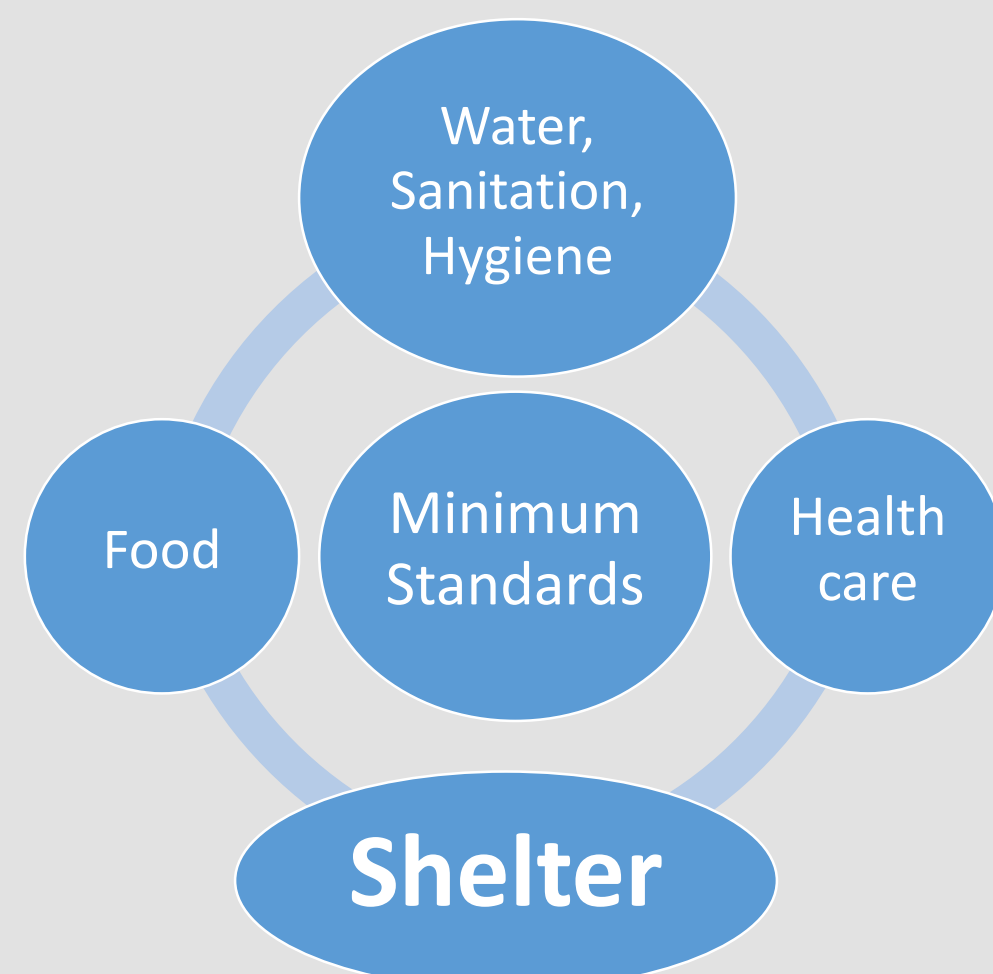 Water,
Sanitation,
Hygiene
Food
Minimum
Standards
Health
care
Shelter